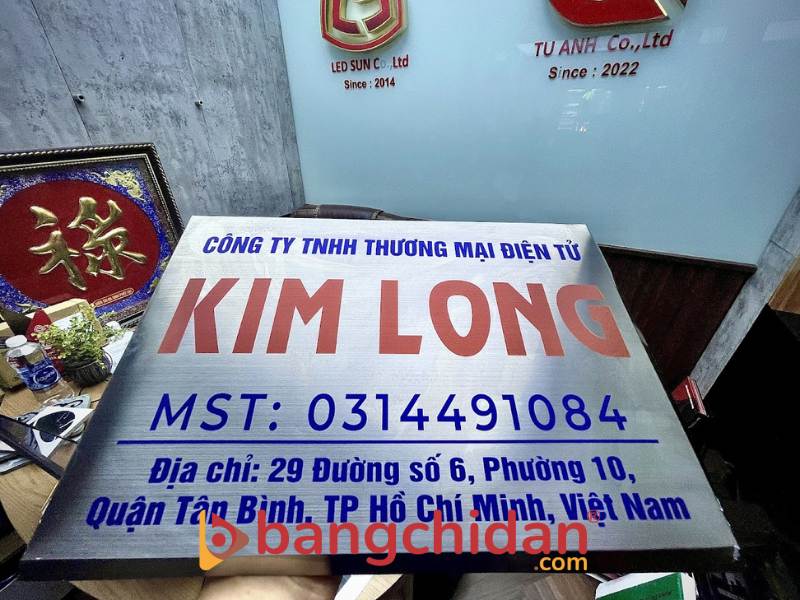 LED SUN Co.,Ltd
Since : 2014
TU ANH Co.,Ltd
Since : 2022
祿
CÔNG TY TNHH THƯƠNG MẠI ĐIỆN TỬ
KIM LONG
MST: 0314491084
Địa chỉ: 29 Đường số 6, Phường 10,
Quận Tân Bình, TP Hồ Chí Minh, Việt Nam
bangchidan®
.com